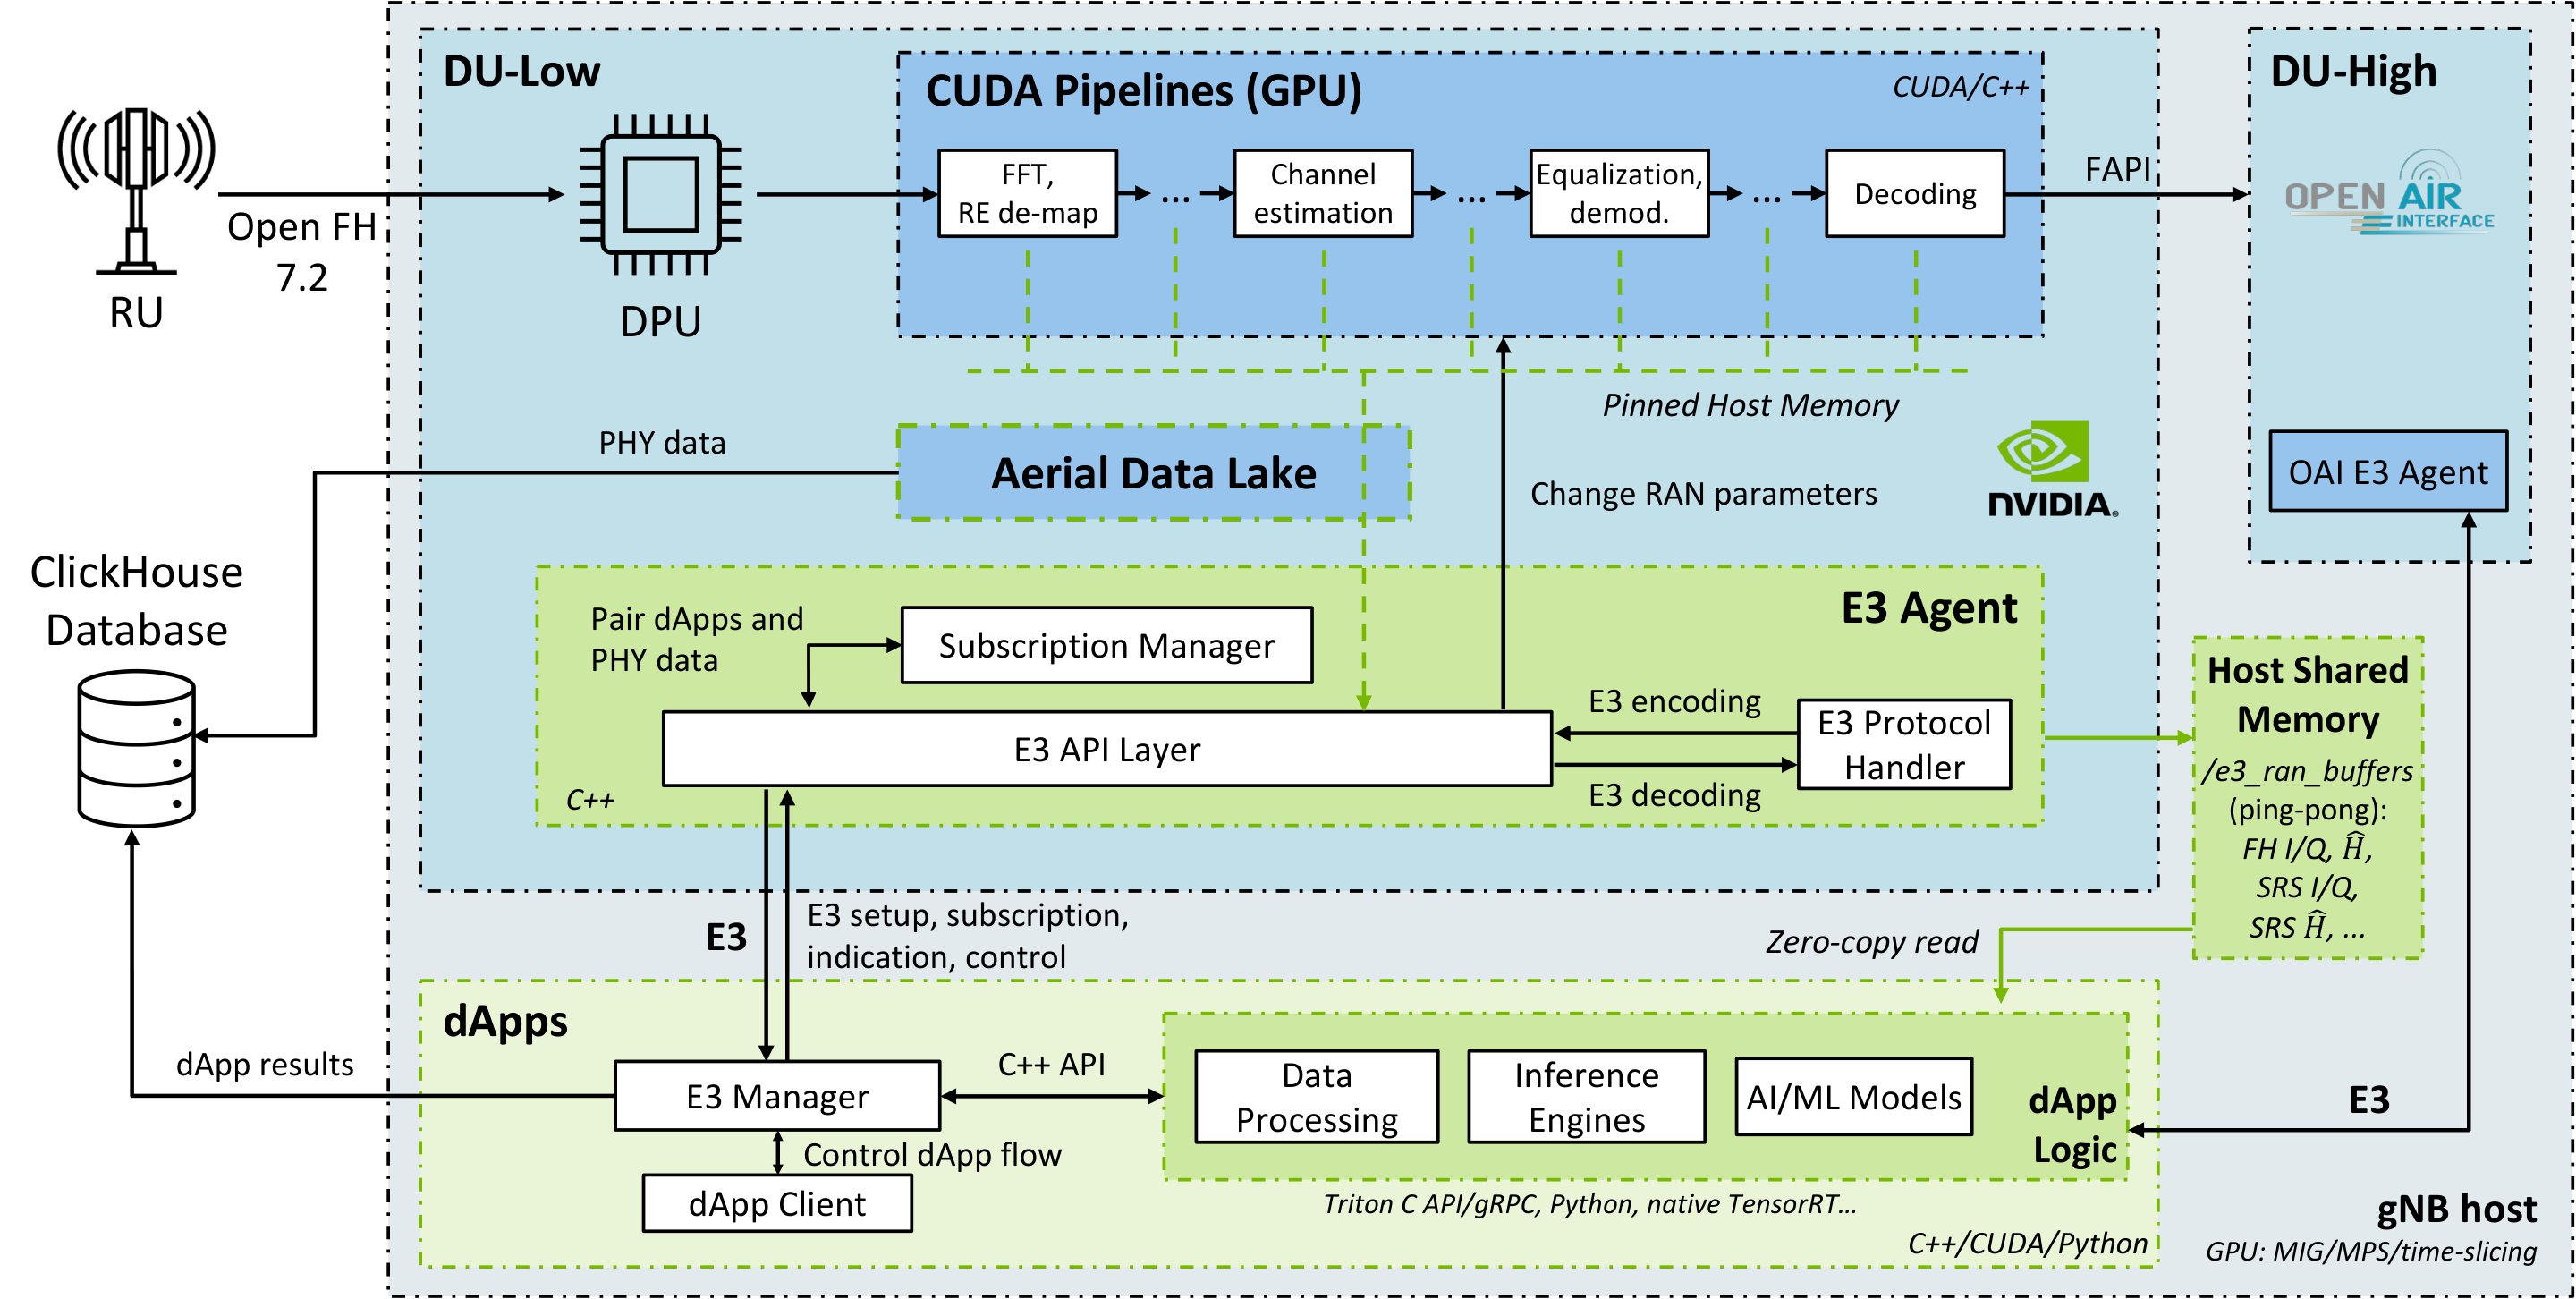 DU-Low
CUDA Pipelines (GPU)
CUDA/C++
DU-High
FFT,
RE de-map
...
Channel
estimation
...
Equalization,
demod.
...
Decoding
FAPI
OPEN AIR
INTERFACE
Open FH
7.2
RU
DPU
Pinned Host Memory
PHY data
Aerial Data Lake
Change RAN parameters
NVIDIA®
OAI E3 Agent
ClickHouse
Database
E3 Agent
Pair dApps and
PHY data
Subscription Manager
E3 API Layer
E3 encoding
E3 decoding
E3 Protocol
Handler
C++
Host Shared
Memory
/e3_ran_buffers
(ping-pong):
FH I/Q, Ĥ,
SRS I/Q,
SRS Ĥ, ...
E3
E3 setup, subscription,
indication, control
Zero-copy read
dApps
dApp results
E3 Manager
C++ API
Control dApp flow
dApp Client
Data
Processing
Inference
Engines
AI/ML Models
dApp
Logic
E3
Triton C API/gRPC, Python, native TensorRT...
C++/CUDA/Python
gNB host
GPU: MIG/MPS/time-slicing